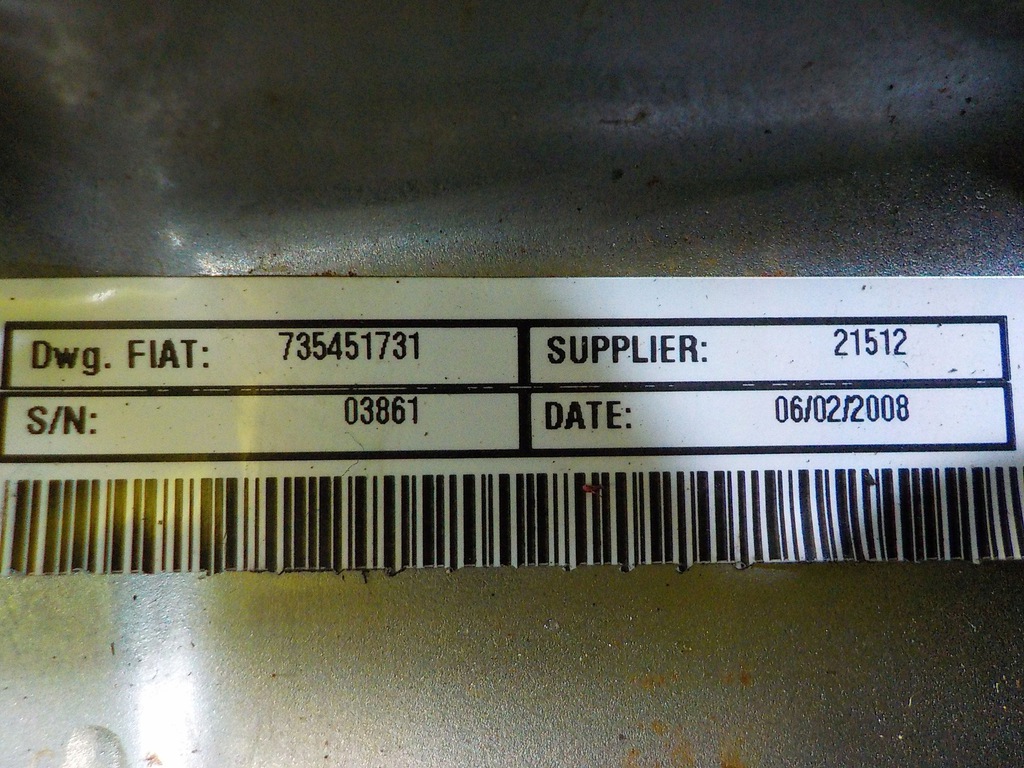 Dwg. FIAT: 735451731 SUPPLIER: 21512
S/N: 03861 DATE: 06/02/2008